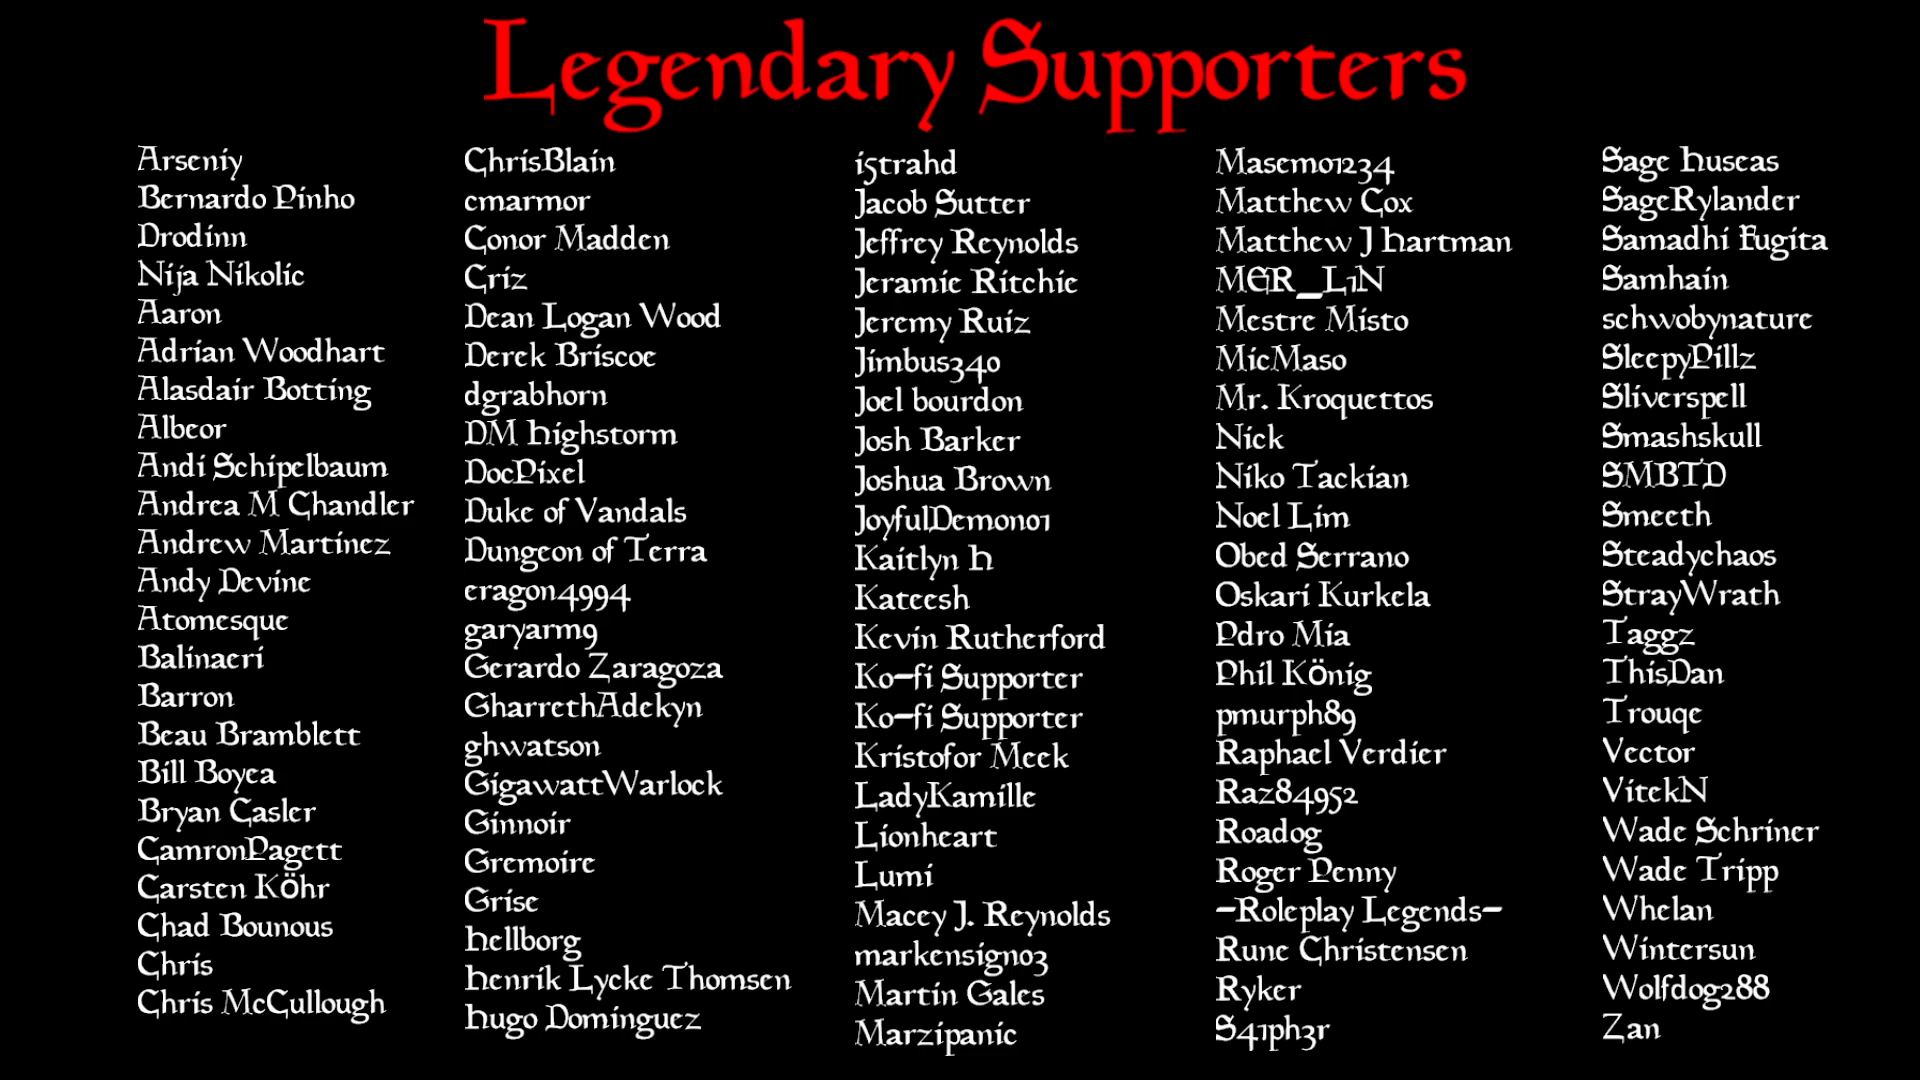 Legendary Supporters
Arseniy
Bernardo Pinho
Drodinn
Nija Nikolic
Aaron
Adrian Woodhart
Alasdair Botting
Albeor
Andi Schipelbaum
Andrea M Chandler
Andrew Martinez
Andy Devine
Atomesque
Balinaeri
Barron
Beau Bramblett
Bill Boyea
Bryan Casler
CamronPagett
Carsten Köhr
Chad Bounous
Chris
Chris McCullough
ChrisBlain
cmarmor
Conor Madden
Criz
Dean Logan Wood
Derek Briscoe
dgrabhorn
DM Highstorm
DocPixel
Duke of Vandals
Dungeon of Terra
eragon4994
garyarm9
Gerardo Zaragoza
GharrethAdekyn
ghwatson
GigawattWarlock
Ginnoir
Gremoire
Grise
Hellborg
Henrik Lycke Thomsen
Hugo Dominguez
i5trahd
Jacob Sutter
Jeffrey Reynolds
Jeramie Ritchie
Jeremy Ruiz
Jimbus340
Joel bourdon
Josh Barker
Joshua Brown
JoyfulDemon01
Kaitlyn H
Kateesh
Kevin Rutherford
Ko-fi Supporter
Ko-fi Supporter
Kristofor Meek
LadyKamille
Lionheart
Lumi
Macey J. Reynolds
markensign03
Martin Gales
Marzipanic
Masemo1234
Matthew Cox
Matthew J Hartman
MER_L1N
Mestre Misto
MicMaso
Mr. Kroquettos
Nick
Niko Tackian
Noel Lim
Obed Serrano
Oskari Kurkela
Pdro Mia
Phil König
pmurph89
Raphael Verdier
Raz84952
Roadog
Roger Penny
-Roleplay Legends-
Rune Christensen
Ryker
S41ph3r
Sage Huseas
SageRylander
Samadhi Fugita
Samhain
schwobynature
SleepyPillz
Sliverspell
Smashskull
SMBTD
Smeeth
Steadychaos
StrayWrath
Taggz
ThisDan
Trouqe
Vector
VitekN
Wade Schriner
Wade Tripp
Whelan
Wintersun
Wolfdog288
Zan